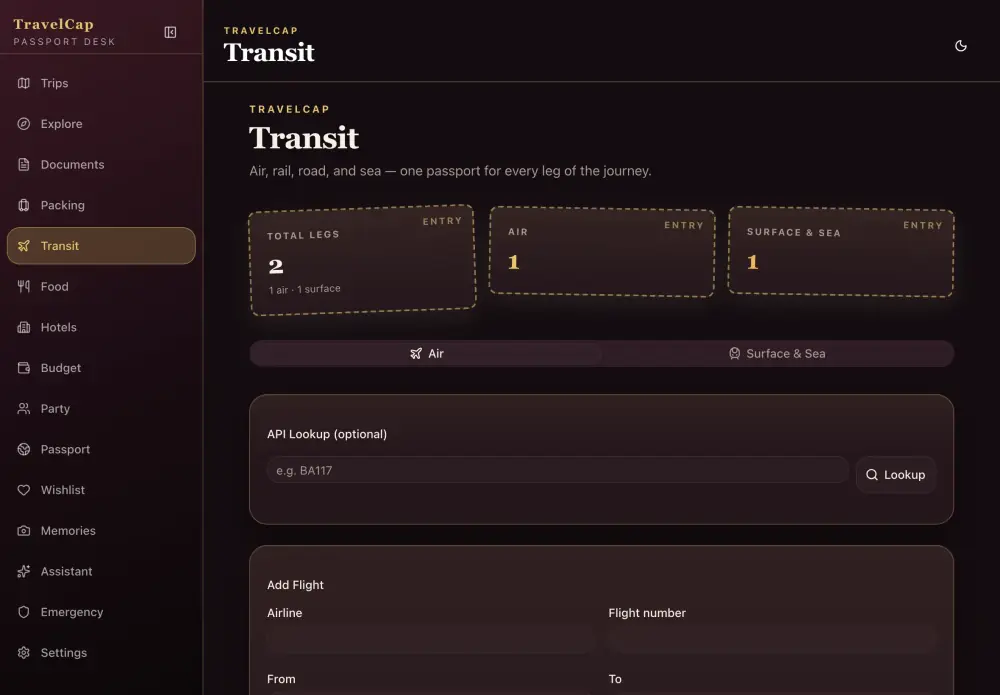 TravelCap
PASSPORT DESK
Trips
Explore
Documents
Packing
Transit
Food
Hotels
Budget
Party
Passport
Wishlist
Memories
Assistant
Emergency
Settings
TRAVELCAP
Transit
TRAVELCAP
Transit
Air, rail, road, and sea — one passport for every leg of the journey.
ENTRY
TOTAL LEGS
2
1 air · 1 surface
ENTRY
AIR
1
ENTRY
SURFACE & SEA
1
Air
Surface & Sea
API Lookup (optional)
e.g. BA117
Lookup
Add Flight
Airline
Flight number
From
To